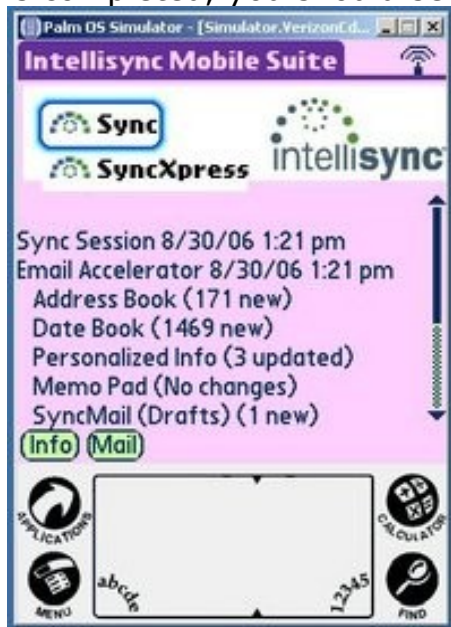 Palm OS Simulator - [Simulator.VerizonCd...
Intellisync Mobile Suite
Sync
SyncXpress
intellisync
Sync Session 8/30/06 1:21 pm
Email Accelerator 8/30/06 1:21 pm
Address Book (171 new)
Date Book (1469 new)
Personalized Info (3 updated)
Memo Pad (No changes)
SyncMail (Drafts) (1 new)
Info Mail
APPLICATIONS
CALCULATOR
abcde
12345
MENU
FIND